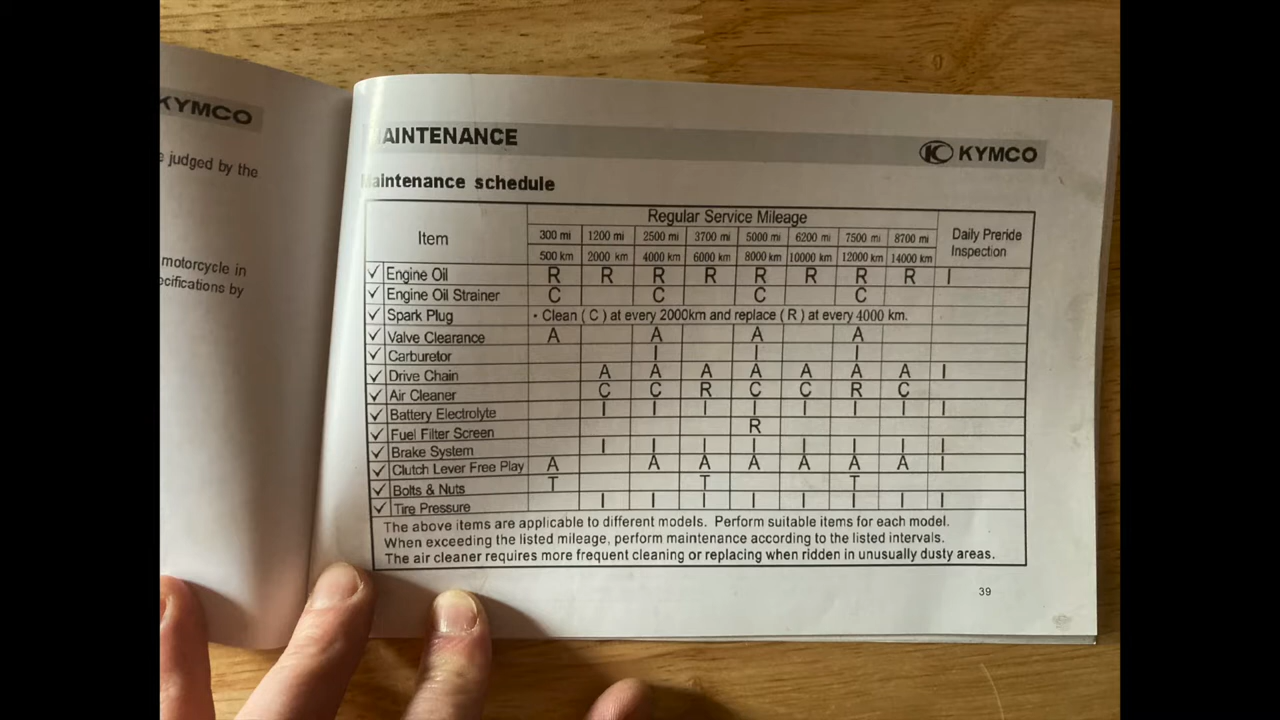 KYMCO
judged by the
motorcycle in
ecifications by
AINTENANCE
KYMCO
aintenance schedule
Item Regular Service Mileage Daily Preride Inspection
300 mi 1200 mi 2500 mi 3700 mi 5000 mi 6200 mi 7500 mi 8700 mi
500 km 2000 km 4000 km 6000 km 8000 km 10000 km 12000 km 14000 km
✓ Engine Oil R R R R R R R R I
✓ Engine Oil Strainer C C C C
✓ Spark Plug • Clean ( C ) at every 2000km and replace ( R ) at every 4000 km.
✓ Valve Clearance A A A A
✓ Carburetor I I I
✓ Drive Chain A A A A A A A I
✓ Air Cleaner C C R C C R C
✓ Battery Electrolyte I I I I I I I I
✓ Fuel Filter Screen R
✓ Brake System I I I I I I I I
✓ Clutch Lever Free Play A A A A A A A I
✓ Bolts & Nuts T T T
✓ Tire Pressure I I I I I I I I
The above items are applicable to different models. Perform suitable items for each model.
When exceeding the listed mileage, perform maintenance according to the listed intervals.
The air cleaner requires more frequent cleaning or replacing when ridden in unusually dusty areas.
39